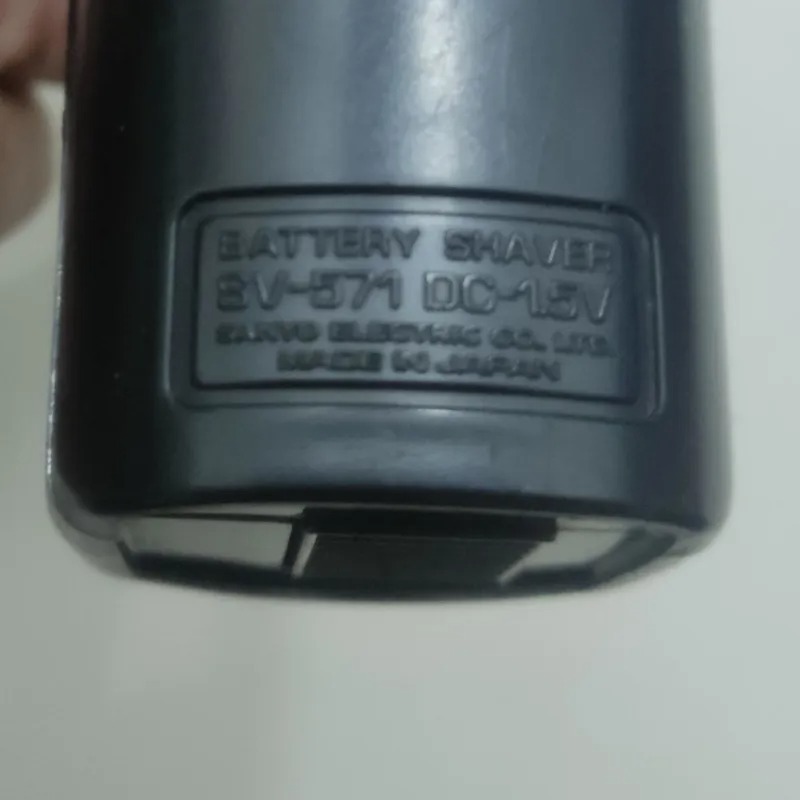 BATTERY SHAVER
SV-571 DC-1.5V
SANYO ELECTRIC CO. LTD.
MADE IN JAPAN